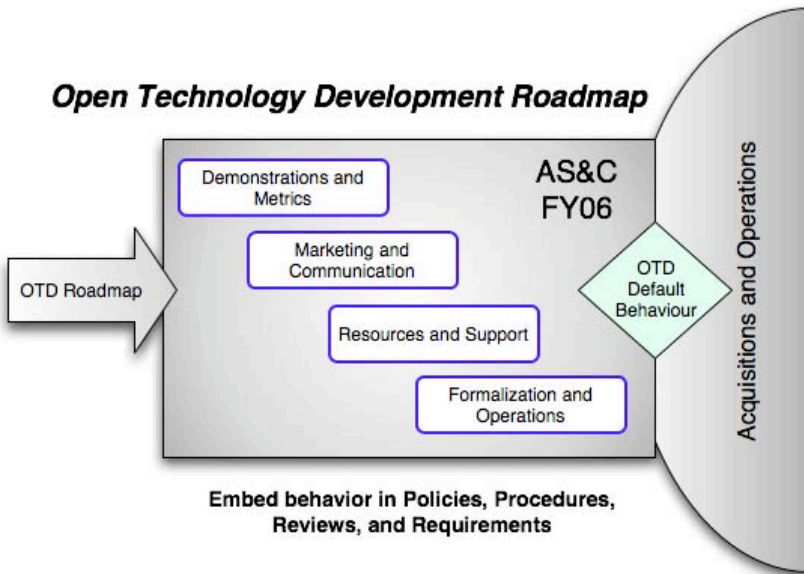 Open Technology Development Roadmap
Demonstrations and
Metrics
AS&C
FY06
Marketing and
Communication
OTD Roadmap
OTD
Default
Behaviour
Resources and Support
Formalization and
Operations
Acquisitions and Operations
Embed behavior in Policies, Procedures,
Reviews, and Requirements